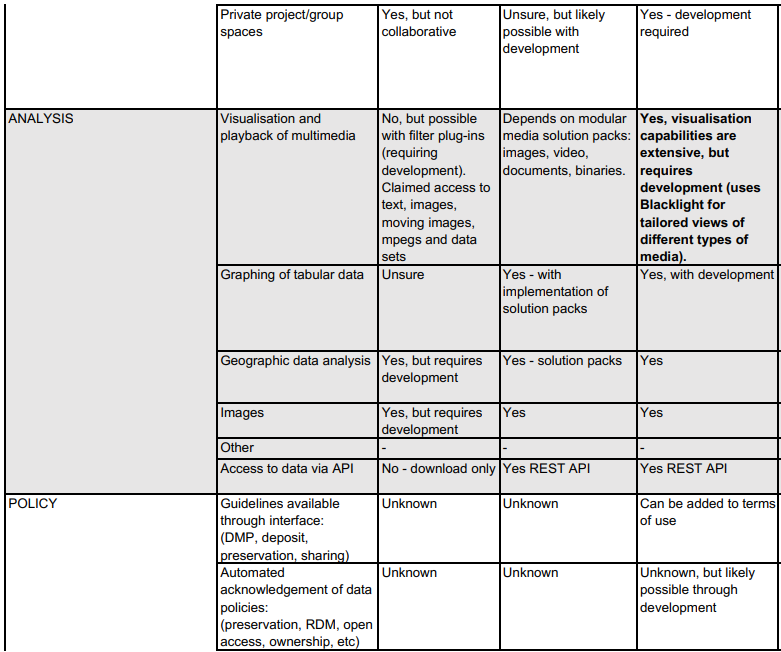 Private project/group
spaces
Yes, but not
collaborative
Unsure, but likely
possible with
development
Yes - development
required
ANALYSIS
Visualisation and
playback of multimedia
No, but possible
with filter plug-ins
(requiring
development).
Claimed access to
text, images,
moving images,
mpegs and data
sets
Depends on modular
media solution packs:
images, video,
documents, binaries.
Yes, visualisation
capabilities are
extensive, but
requires
development (uses
Blacklight for
tailored views of
different types of
media).
Graphing of tabular data
Unsure
Yes - with
implementation of
solution packs
Yes, with development
Geographic data analysis
Yes, but requires
development
Yes - solution packs
Yes
Images
Yes, but requires
development
Yes
Yes
Other
-
-
-
Access to data via API
No - download only
Yes REST API
Yes REST API
POLICY
Guidelines available
through interface:
(DMP, deposit,
preservation, sharing)
Unknown
Unknown
Can be added to terms
of use
Automated
acknowledgement of data
policies:
(preservation, RDM, open
access, ownership, etc)
Unknown
Unknown
Unknown, but likely
possible through
development